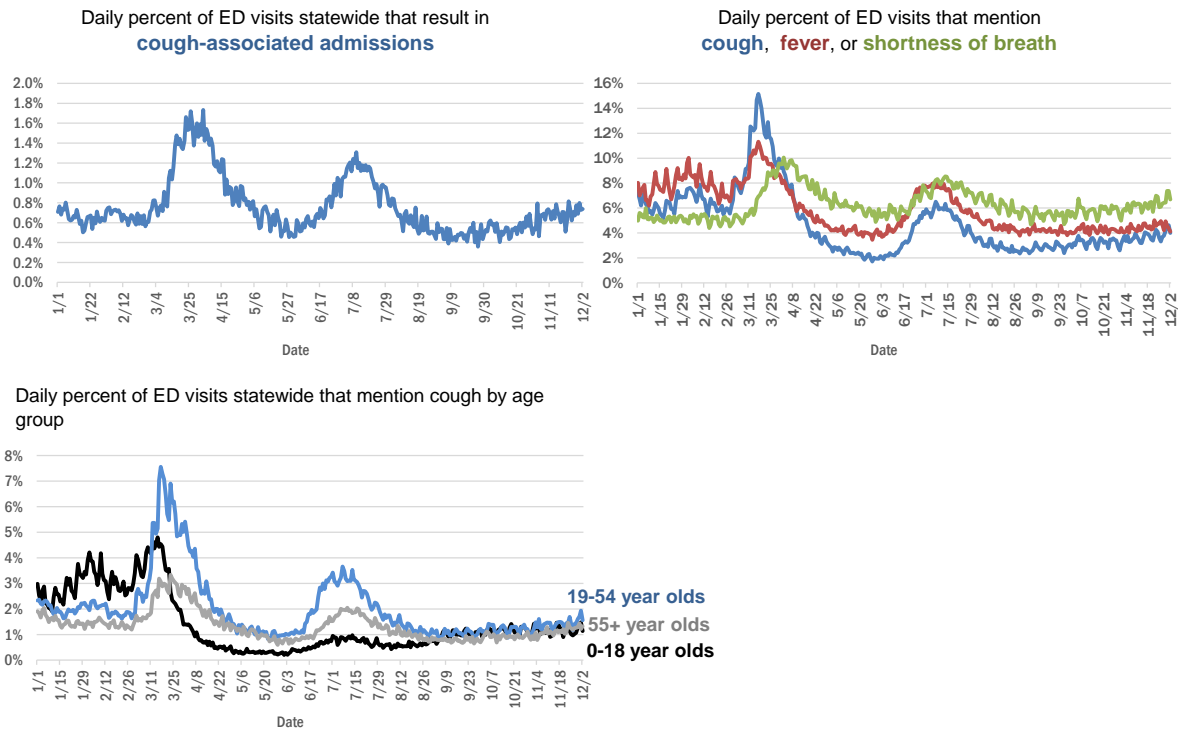 Daily percent of ED visits statewide that result in
cough-associated admissions
2.0%
1.8%
1.6%
1.4%
1.2%
1.0%
0.8%
0.6%
0.4%
0.2%
0.0%
1/1 1/22 2/12 3/4 3/25 4/15 5/6 5/27 6/17 7/8 7/29 8/19 9/9 9/30 10/21 11/11 12/2
Date
Daily percent of ED visits that mention
cough, fever, or shortness of breath
16%
14%
12%
10%
8%
6%
4%
2%
0%
1/1 1/15 1/29 2/12 2/26 3/11 3/25 4/8 4/22 5/6 5/20 6/3 6/17 7/1 7/15 7/29 8/12 8/26 9/9 9/23 10/7 10/21 11/4 11/18 12/2
Date
Daily percent of ED visits statewide that mention cough by age
group
8%
7%
6%
5%
4%
3%
2%
1%
0%
19-54 year olds
55+ year olds
0-18 year olds
1/1 1/15 1/29 2/12 2/26 3/11 3/25 4/8 4/22 5/6 5/20 6/3 6/17 7/1 7/15 7/29 8/12 8/26 9/9 9/23 10/7 10/21 11/4 11/18 12/2
Date